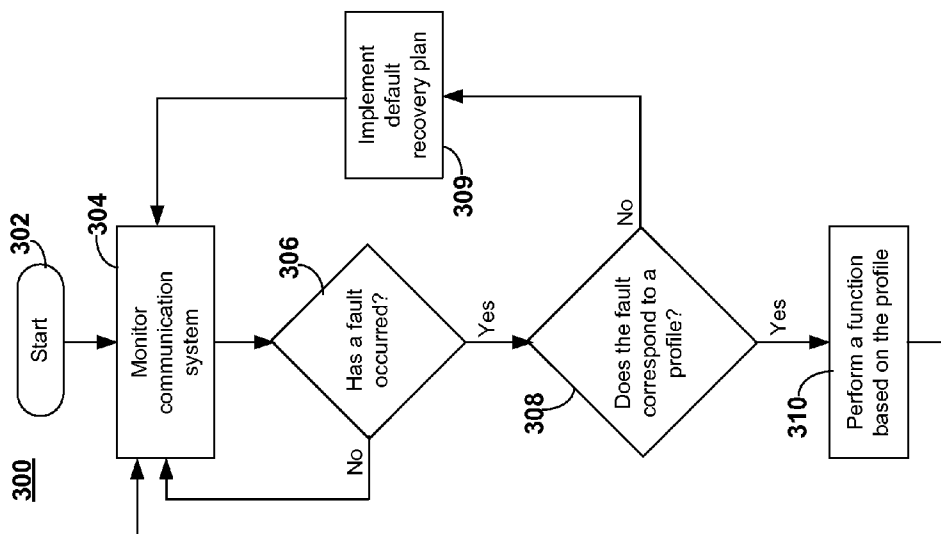 300
302
Start
304
Monitor
communication
system
306
Has a fault
occurred?
No
Yes
308
Does the fault
correspond to a
profile?
No
309
Implement
default
recovery plan
Yes
310
Perform a function
based on the profile